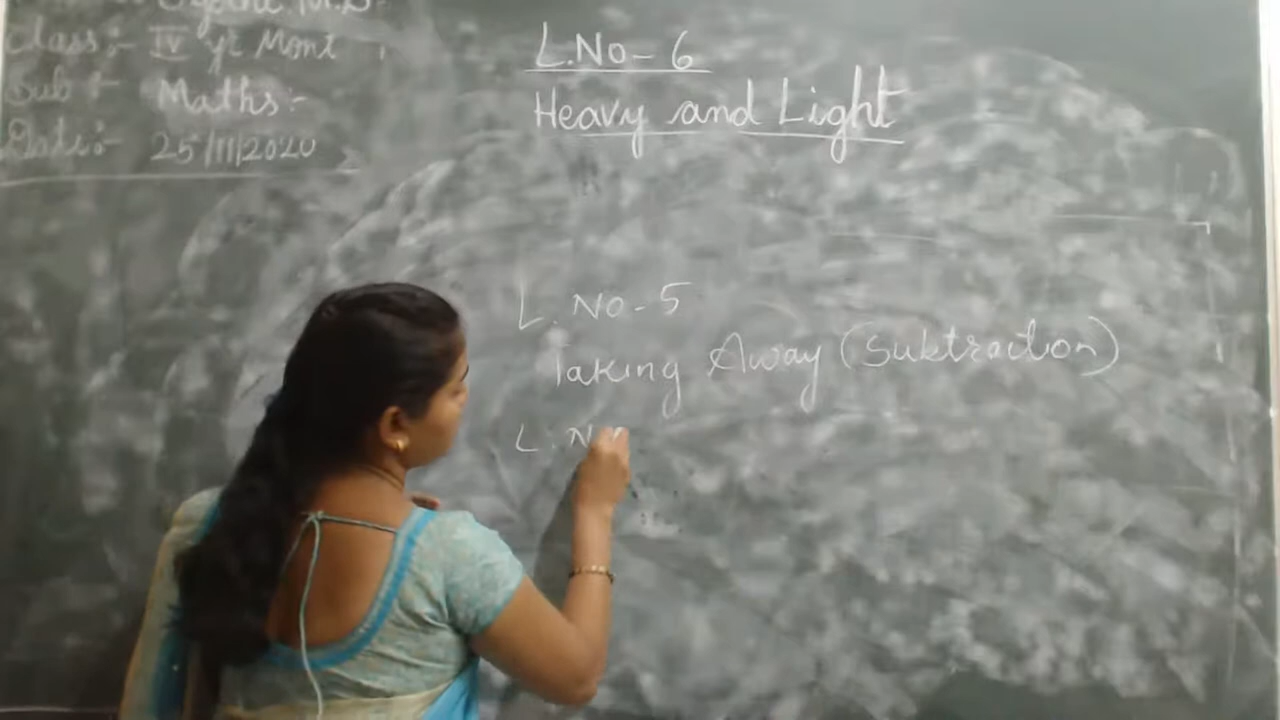 Class:- IV yr Mont
Sub :- Maths:-
Date:- 25/11/2020
L.No-6
Heavy and Light
L. No-5
Taking Away (Subtraction)
L. No